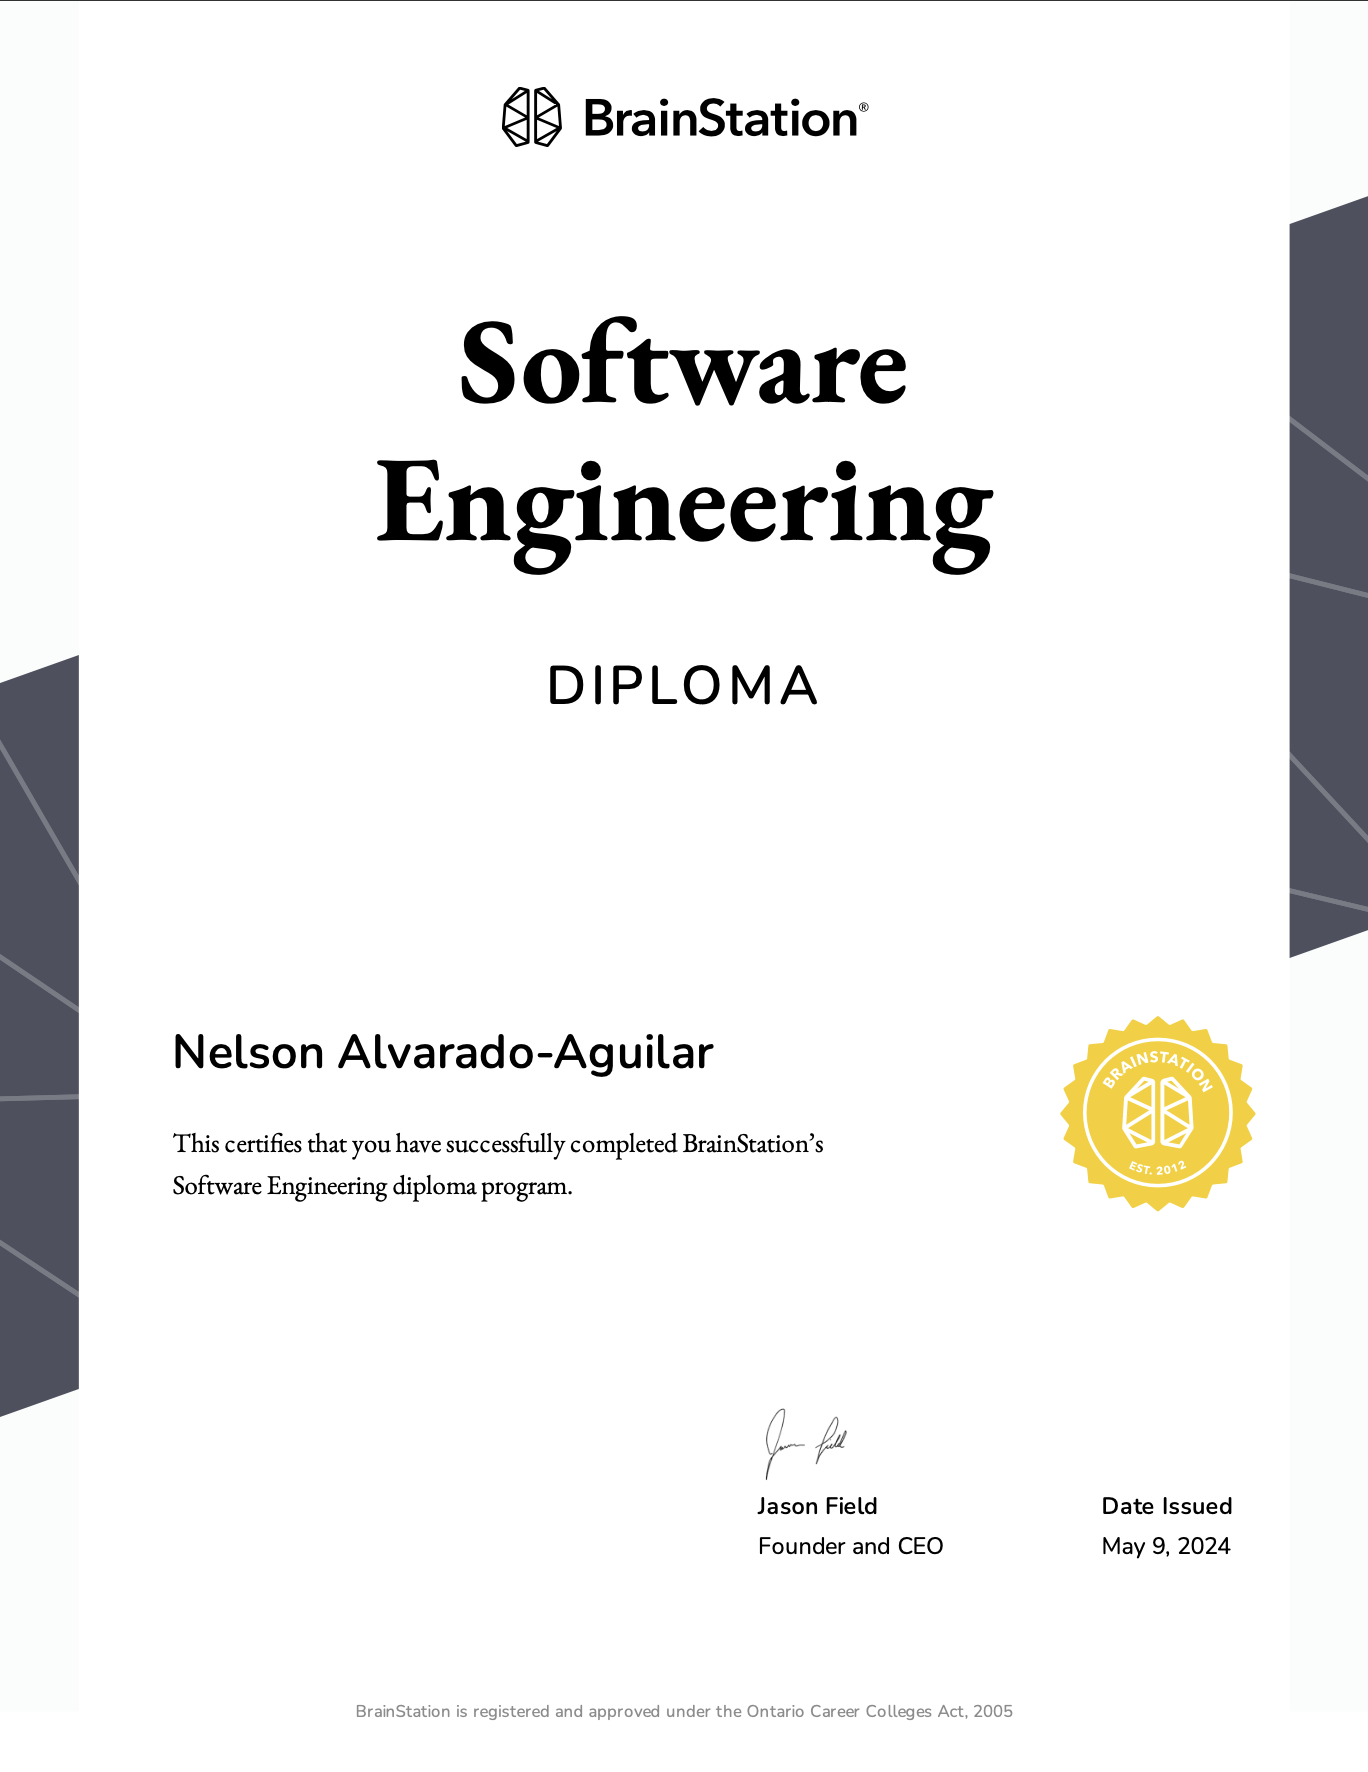 BrainStation®
Software
Engineering
DIPLOMA
Nelson Alvarado-Aguilar
This certifies that you have successfully completed BrainStation’s
Software Engineering diploma program.
BRAINSTATION
EST. 2012
Jason Field
Jason Field
Founder and CEO
Date Issued
May 9, 2024
BrainStation is registered and approved under the Ontario Career Colleges Act, 2005